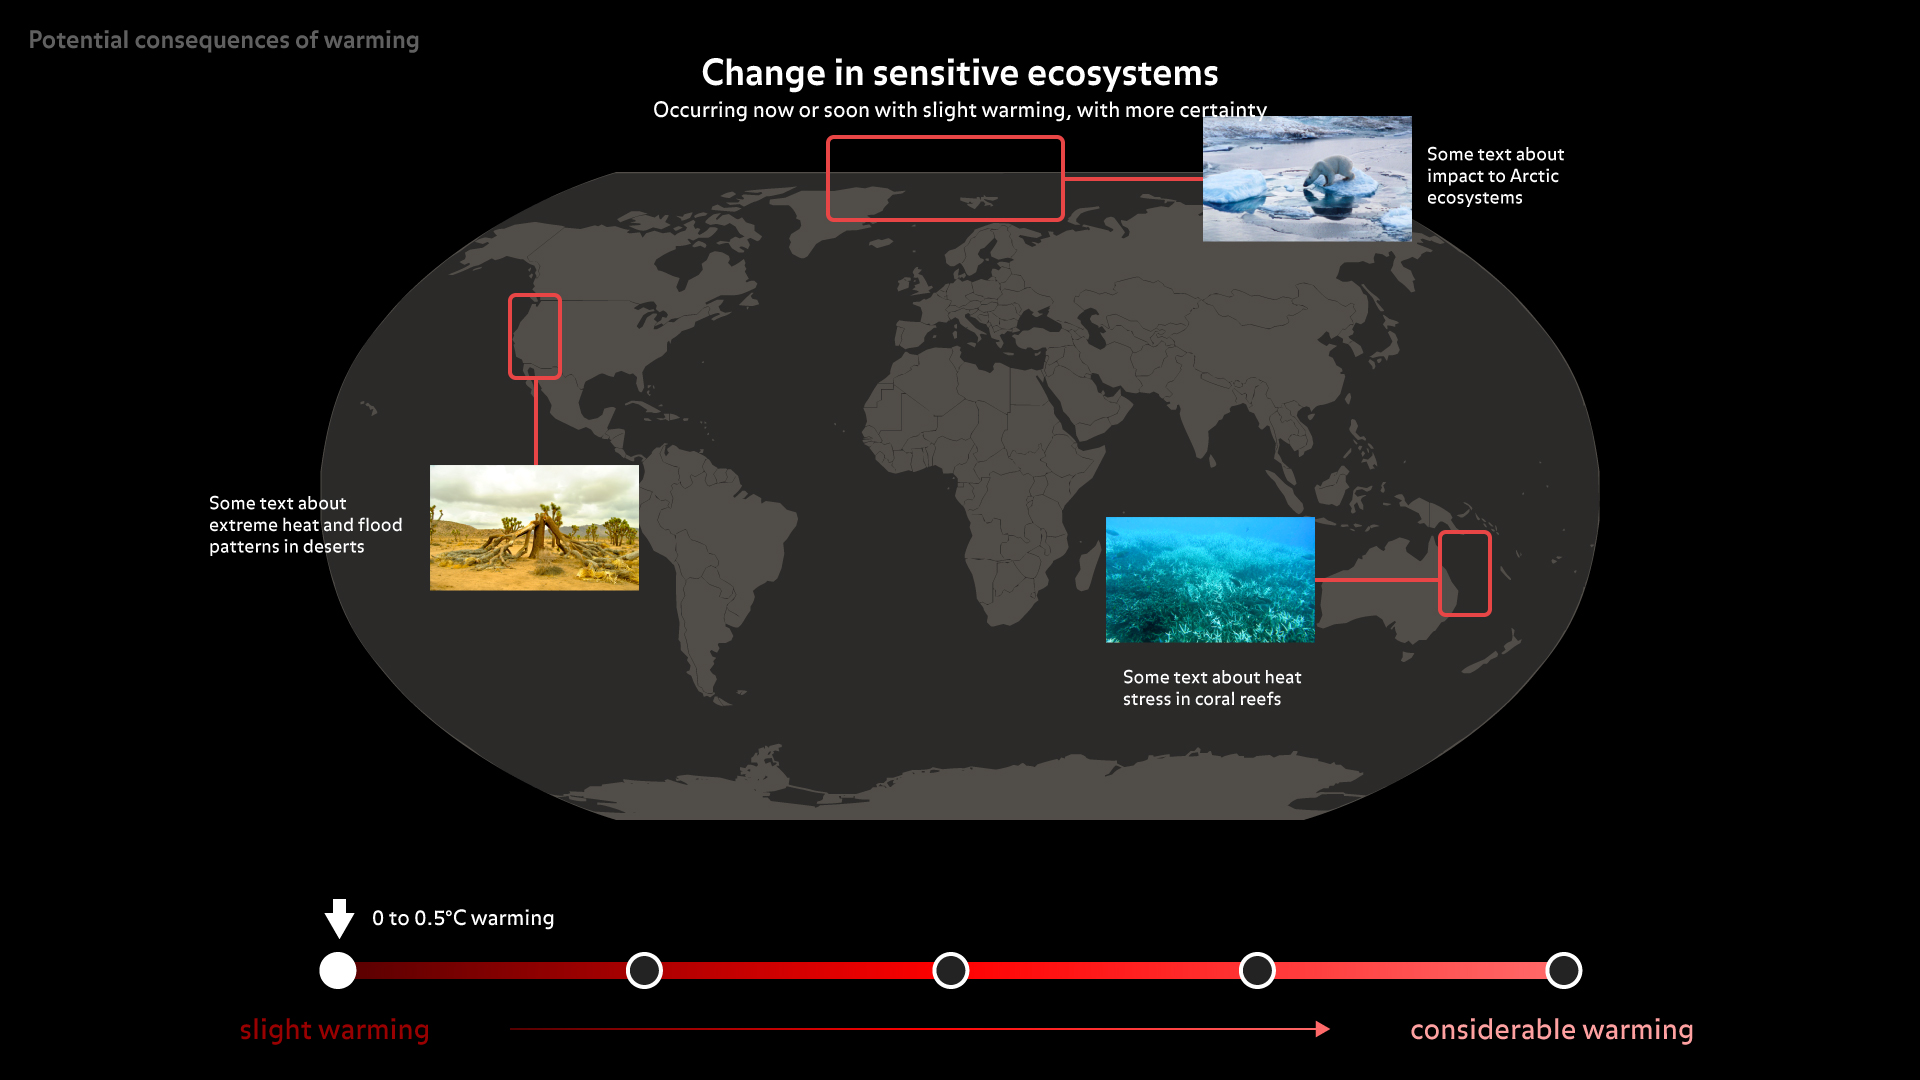 Potential consequences of warming
Change in sensitive ecosystems
Occurring now or soon with slight warming, with more certainty
Some text about
impact to Arctic
ecosystems
Some text about
extreme heat and flood
patterns in deserts
Some text about heat
stress in coral reefs
0 to 0.5°C warming
slight warming
considerable warming